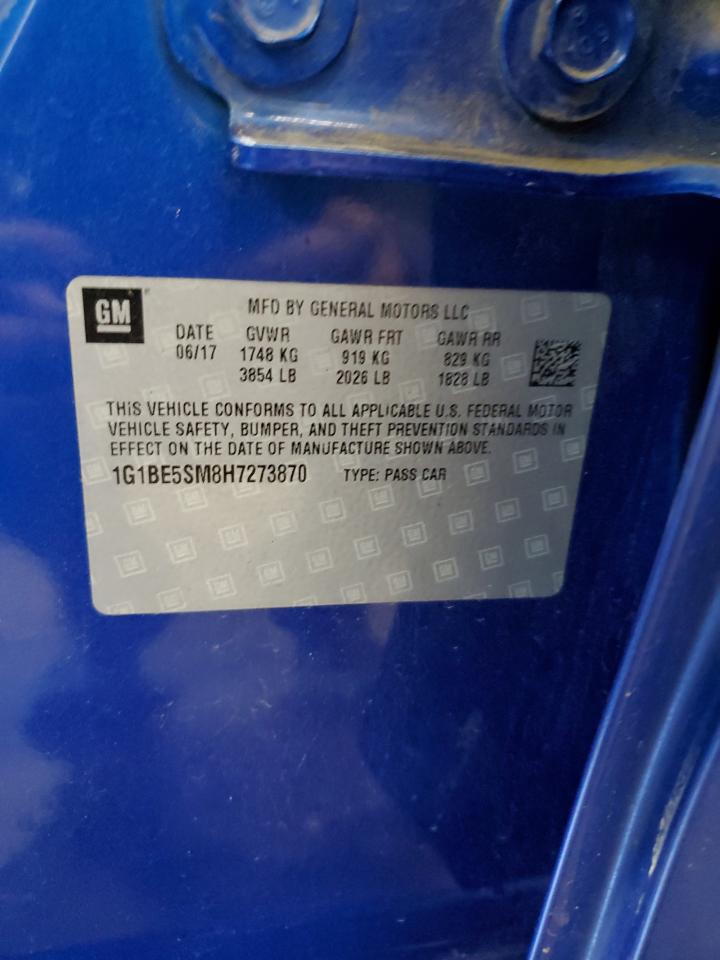 GM
MFD BY GENERAL MOTORS LLC
DATE GVWR GAWR FRT GAWR RR
06/17 1748 KG 919 KG 829 KG
3854 LB 2026 LB 1828 LB
THIS VEHICLE CONFORMS TO ALL APPLICABLE U.S. FEDERAL MOTOR
VEHICLE SAFETY, BUMPER, AND THEFT PREVENTION STANDARDS IN
EFFECT ON THE DATE OF MANUFACTURE SHOWN ABOVE.
1G1BE5SM8H7273870 TYPE: PASS CAR